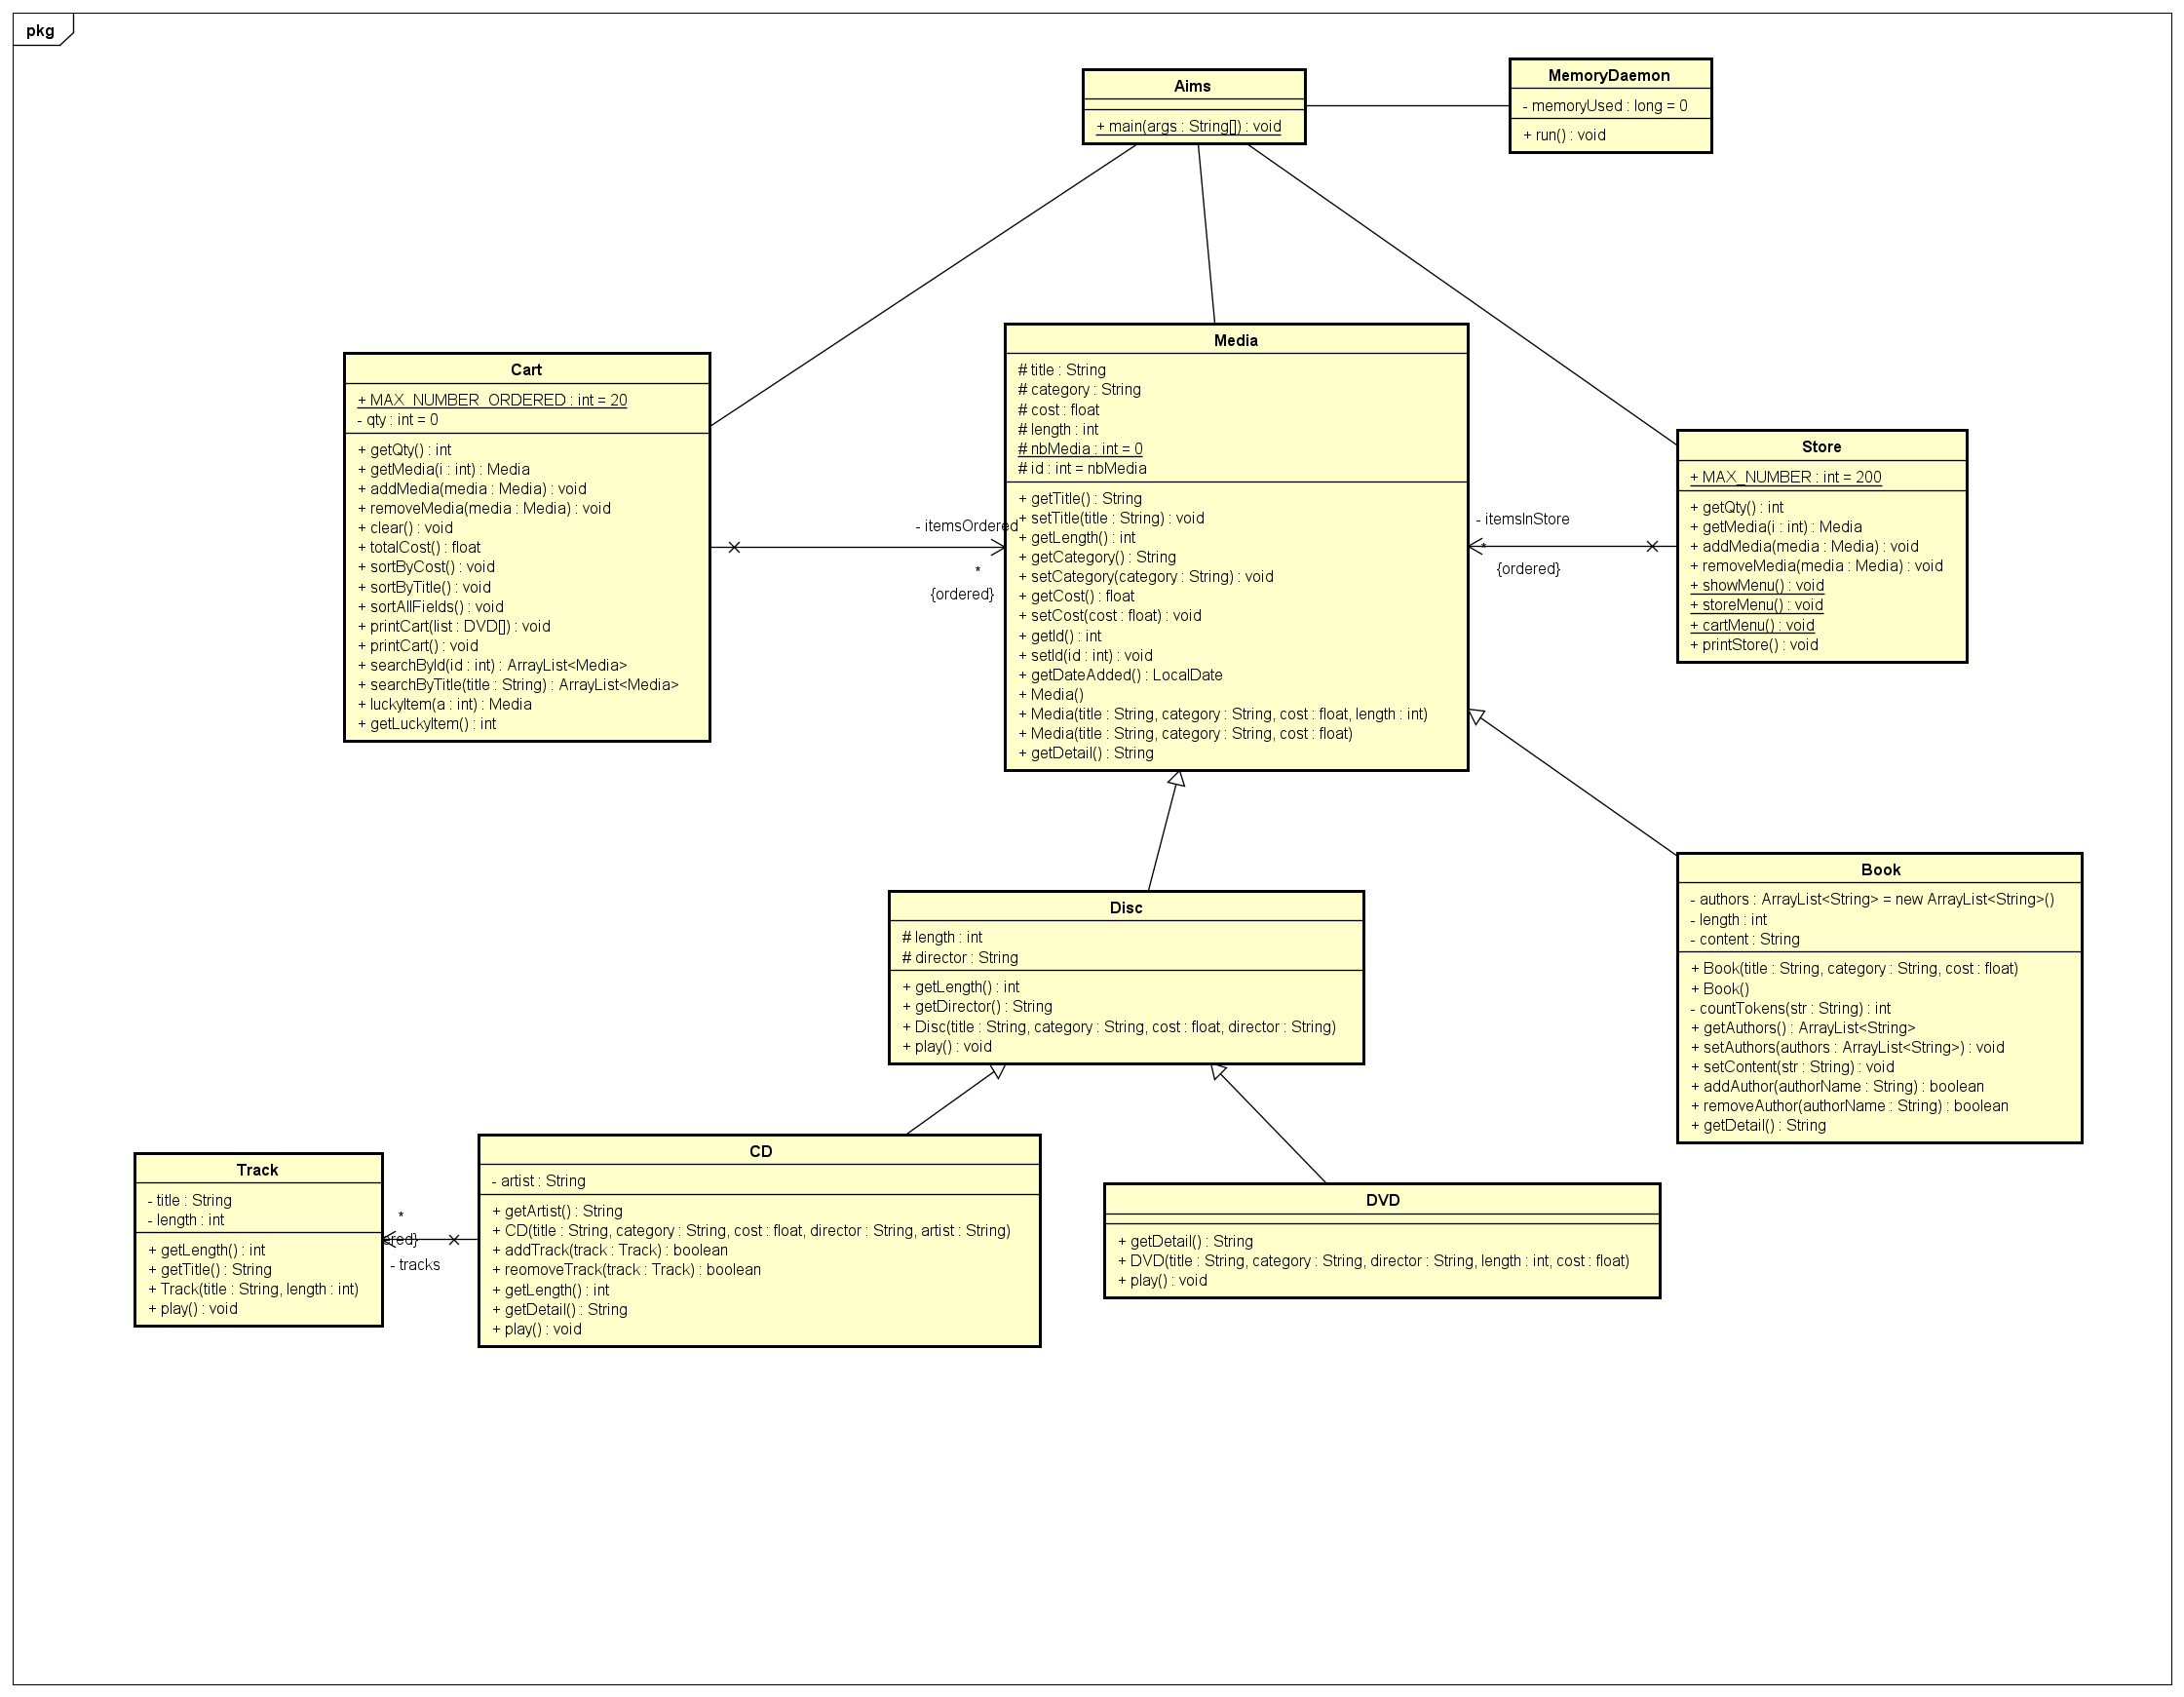 pkg
Aims
+ main(args : String[]) : void
MemoryDaemon
- memoryUsed : long = 0
+ run() : void
Cart
+ MAX_NUMBER_ORDERED : int = 20
- qty : int = 0
+ getQty() : int
+ getMedia(i : int) : Media
+ addMedia(media : Media) : void
+ removeMedia(media : Media) : void
+ clear() : void
+ totalCost() : float
+ sortByCost() : void
+ sortByTitle() : void
+ sortAllFields() : void
+ printCart(list : DVD[]) : void
+ printCart() : void
+ searchById(id : int) : ArrayList<Media>
+ searchByTitle(title : String) : ArrayList<Media>
+ luckyItem(a : int) : Media
+ getLuckyItem() : int
- itemsOrdered
*
{ordered}
Media
# title : String
# category : String
# cost : float
# length : int
# nbMedia : int = 0
# id : int = nbMedia
+ getTitle() : String
+ setTitle(title : String) : void
+ getLength() : int
+ getCategory() : String
+ setCategory(category : String) : void
+ getCost() : float
+ setCost(cost : float) : void
+ getId() : int
+ setId(id : int) : void
+ getDateAdded() : LocalDate
+ Media()
+ Media(title : String, category : String, cost : float, length : int)
+ Media(title : String, category : String, cost : float)
+ getDetail() : String
- itemsInStore
*
{ordered}
Store
+ MAX_NUMBER : int = 200
+ getQty() : int
+ getMedia(i : int) : Media
+ addMedia(media : Media) : void
+ removeMedia(media : Media) : void
+ showMenu() : void
+ storeMenu() : void
+ cartMenu() : void
+ printStore() : void
Disc
# length : int
# director : String
+ getLength() : int
+ getDirector() : String
+ Disc(title : String, category : String, cost : float, director : String)
+ play() : void
Book
- authors : ArrayList<String> = new ArrayList<String>()
- length : int
- content : String
+ Book(title : String, category : String, cost : float)
+ Book()
- countTokens(str : String) : int
+ getAuthors() : ArrayList<String>
+ setAuthors(authors : ArrayList<String>) : void
+ setContent(str : String) : void
+ addAuthor(authorName : String) : boolean
+ removeAuthor(authorName : String) : boolean
+ getDetail() : String
Track
- title : String
- length : int
+ getLength() : int
+ getTitle() : String
+ Track(title : String, length : int)
+ play() : void
*
- tracks
CD
- artist : String
+ getArtist() : String
+ CD(title : String, category : String, cost : float, director : String, artist : String)
+ addTrack(track : Track) : boolean
+ reomoveTrack(track : Track) : boolean
+ getLength() : int
+ getDetail() : String
+ play() : void
DVD
+ getDetail() : String
+ DVD(title : String, category : String, director : String, length : int, cost : float)
+ play() : void